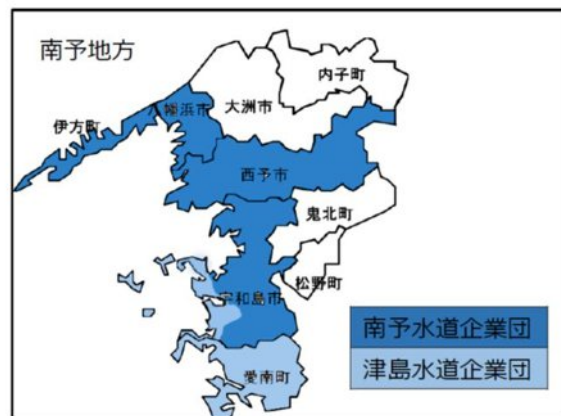 南予地方
内子町
大洲市
八幡浜市
伊方町
西予市
鬼北町
松野町
宇和島市
愛南町
南予水道企業団
津島水道企業団